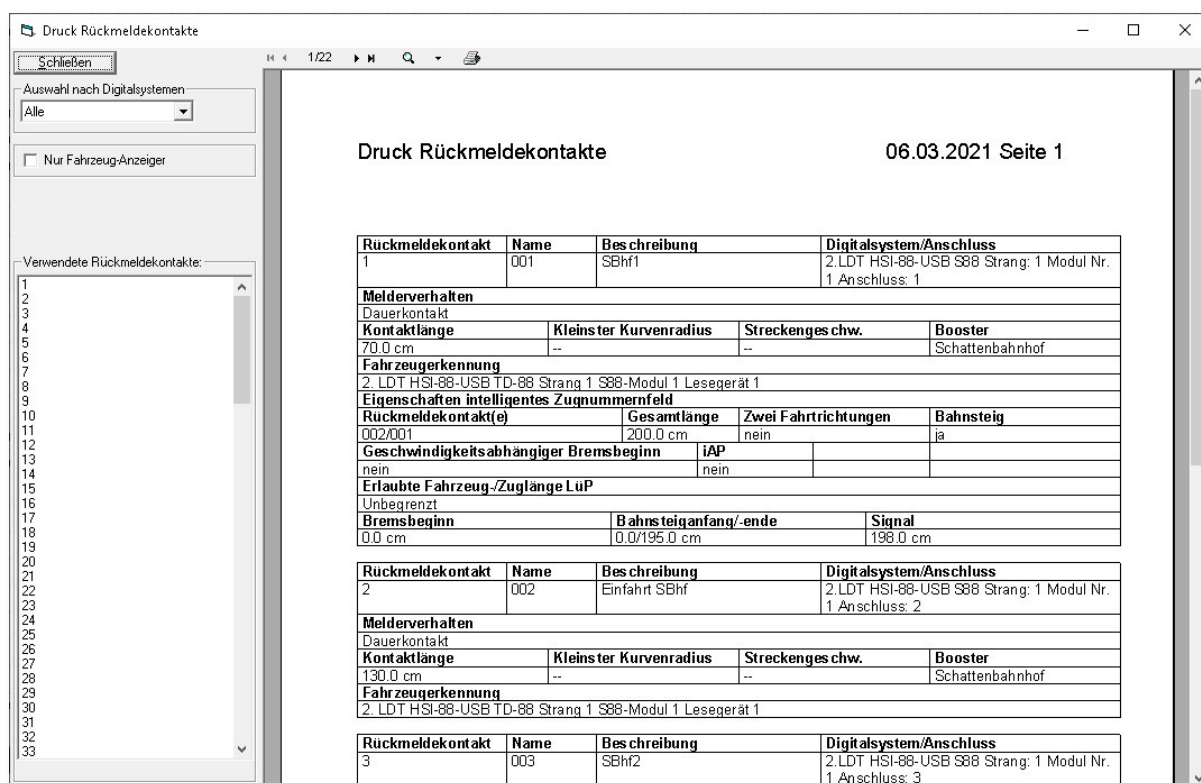 Druck Rückmeldekontakte
Schließen
1/22
Auswahl nach Digitalsystemen
Alle
Nur Fahrzeug-Anzeiger
Verwendete Rückmeldekontakte:
1
2
3
4
5
6
7
8
9
10
11
12
13
14
15
16
17
18
19
20
21
22
23
24
25
26
27
28
29
30
31
32
33
Druck Rückmeldekontakte 06.03.2021 Seite 1
Rückmeldekontakt Name Beschreibung Digitalsystem/Anschluss
1 001 SBhf1 2.LDT HSI-88-USB S88 Strang: 1 Modul Nr.
1 Anschluss: 1
Melderverhalten
Dauerkontakt
Kontaktlänge Kleinster Kurvenradius Streckengeschw. Booster
70.0 cm -- -- Schattenbahnhof
Fahrzeugerkennung
2. LDT HSI-88-USB TD-88 Strang 1 S88-Modul 1 Lesegerät 1
Eigenschaften intelligentes Zugnummernfeld
Rückmeldekontakt(e) Gesamtlänge Zwei Fahrtrichtungen Bahnsteig
002/001 200.0 cm nein ja
Geschwindigkeitsabhängiger Bremsbeginn iAP
nein nein
Erlaubte Fahrzeug-/Zuglänge LüP
Unbegrenzt
Bremsbeginn Bahnsteiganfang/-ende Signal
0.0 cm 0.0/195.0 cm 198.0 cm
Rückmeldekontakt Name Beschreibung Digitalsystem/Anschluss
2 002 Einfahrt SBhf 2.LDT HSI-88-USB S88 Strang: 1 Modul Nr.
1 Anschluss: 2
Melderverhalten
Dauerkontakt
Kontaktlänge Kleinster Kurvenradius Streckengeschw. Booster
130.0 cm -- -- Schattenbahnhof
Fahrzeugerkennung
2. LDT HSI-88-USB TD-88 Strang 1 S88-Modul 1 Lesegerät 1
Rückmeldekontakt Name Beschreibung Digitalsystem/Anschluss
3 003 SBhf2 2.LDT HSI-88-USB S88 Strang: 1 Modul Nr.
1 Anschluss: 3